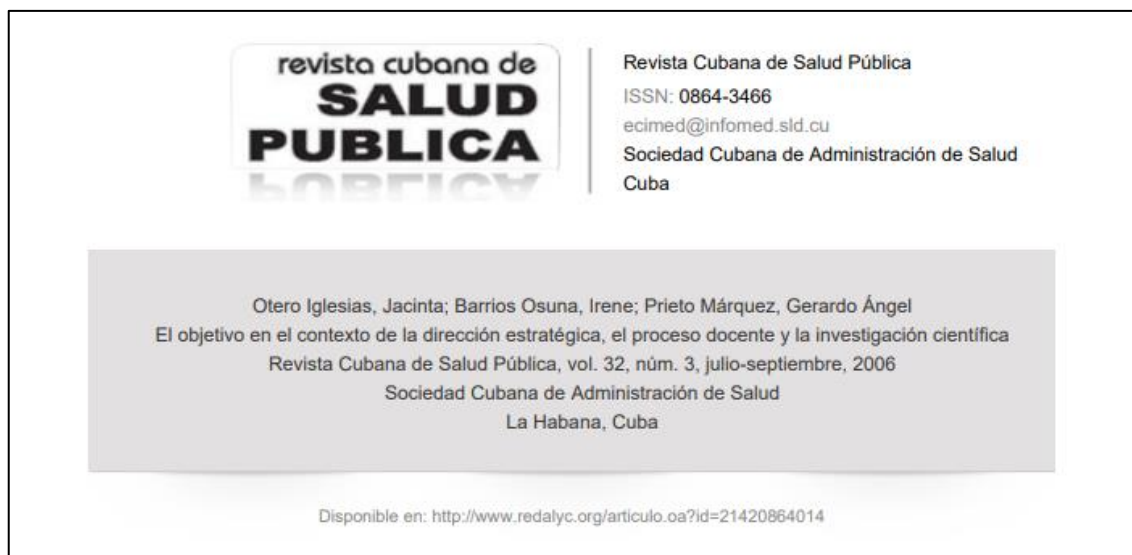 revista cubana de
SALUD
PUBLICA
Revista Cubana de Salud Pública
ISSN: 0864-3466
ecimed@infomed.sld.cu
Sociedad Cubana de Administración de Salud
Cuba
Otero Iglesias, Jacinta; Barrios Osuna, Irene; Prieto Márquez, Gerardo Ángel
El objetivo en el contexto de la dirección estratégica, el proceso docente y la investigación científica
Revista Cubana de Salud Pública, vol. 32, núm. 3, julio-septiembre, 2006
Sociedad Cubana de Administración de Salud
La Habana, Cuba
Disponible en: http://www.redalyc.org/articulo.oa?id=21420864014